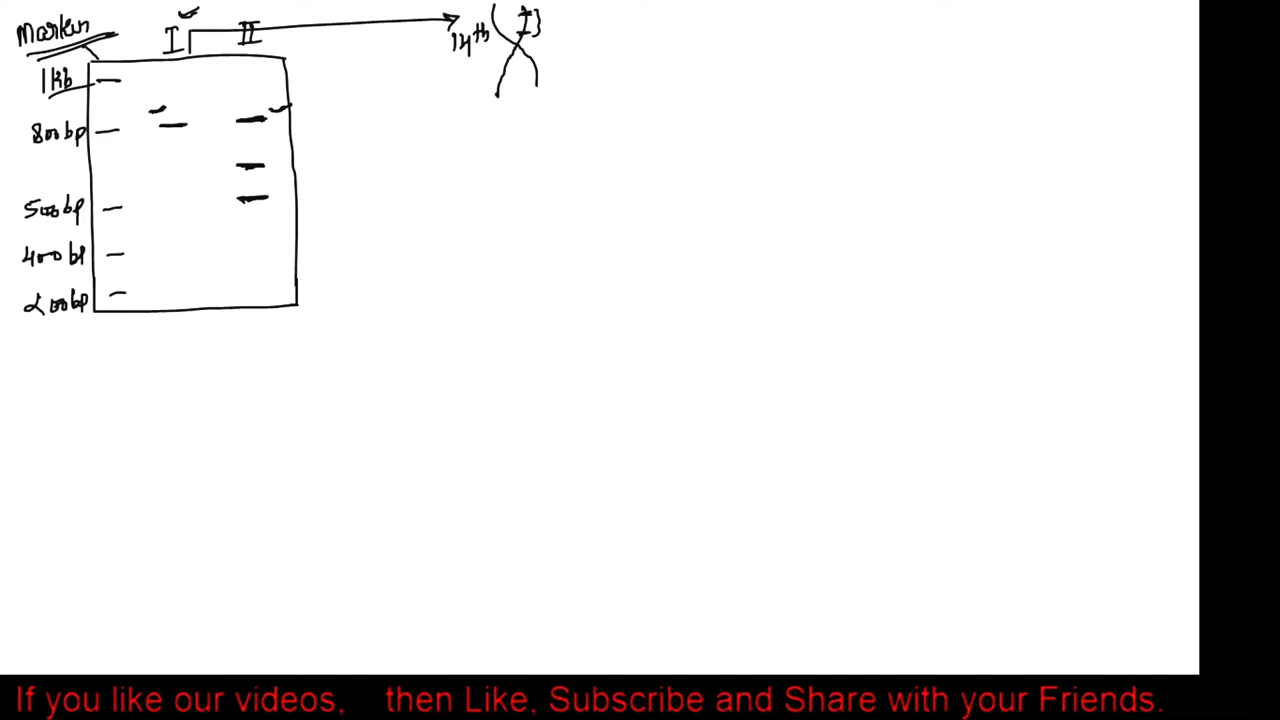 Marker
I II
14th I
1kb
800bp
500bp
400bp
200bp
If you like our videos, then Like, Subscribe and Share with your Friends.